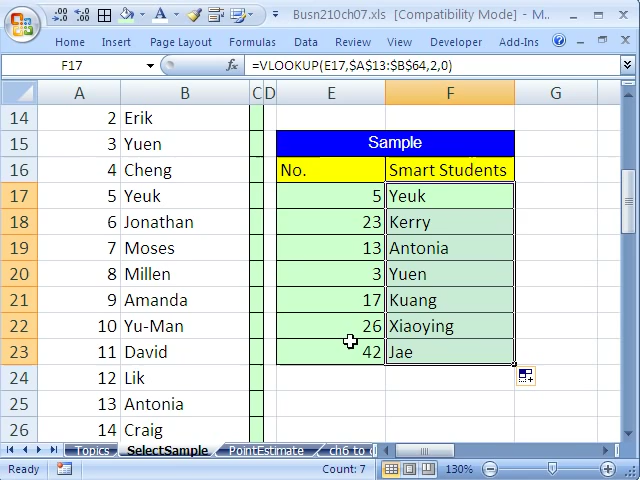 Busn210ch07.xls [Compatibility Mode] - M...
Home Insert Page Layout Formulas Data Review View Developer Add-Ins
F17 =VLOOKUP(E17,$A$13:$B$64,2,0)
A B C D E F G
14 2 Erik
15 3 Yuen Sample
16 4 Cheng No. Smart Students
17 5 Yeuk 5 Yeuk
18 6 Jonathan 23 Kerry
19 7 Moses 13 Antonia
20 8 Millen 3 Yuen
21 9 Amanda 17 Kuang
22 10 Yu-Man 26 Xiaoying
23 11 David 42 Jae
24 12 Lik
25 13 Antonia
26 14 Craig
Topics SelectSample PointEstimate ch6 to
Ready Count: 7 130%